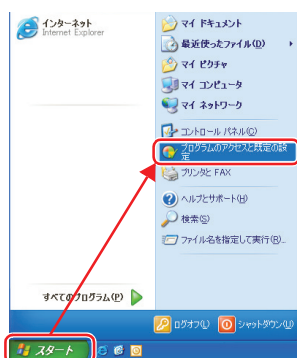 インターネット
Internet Explorer
すべてのプログラム(P)
マイ ドキュメント
最近使ったファイル(D)
マイ ピクチャ
マイ コンピュータ
マイ ネットワーク
コントロール パネル(C)
プログラムのアクセスと既定の設
定
プリンタと FAX
ヘルプとサポート(H)
検索(S)
ファイル名を指定して実行(R)...
ログオフ(L)
シャットダウン(U)
スタート